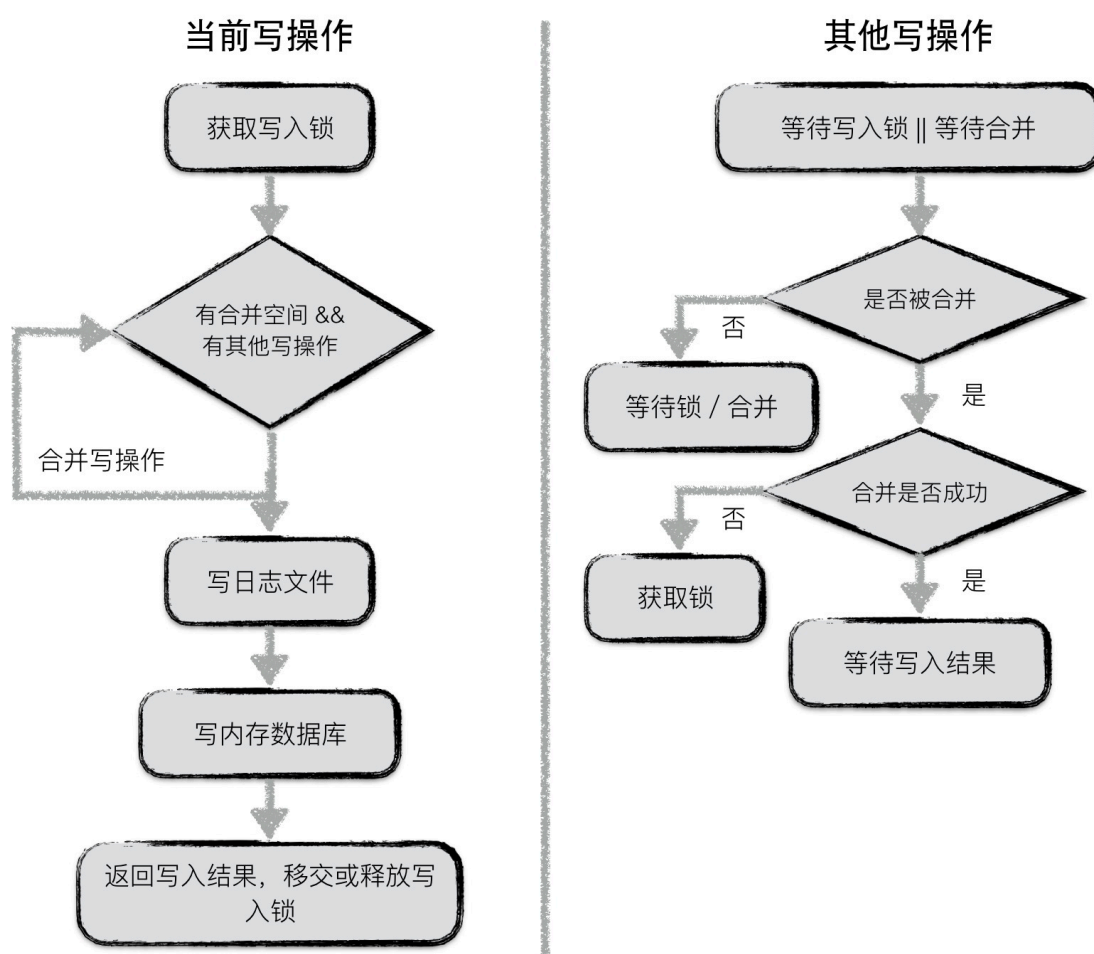 当前写操作
获取写入锁
有合并空间 &&
有其他写操作
合并写操作
写日志文件
写内存数据库
返回写入结果，移交或释放写
入锁
其他写操作
等待写入锁 || 等待合并
是否被合并
否
等待锁 / 合并
是
合并是否成功
否
获取锁
是
等待写入结果